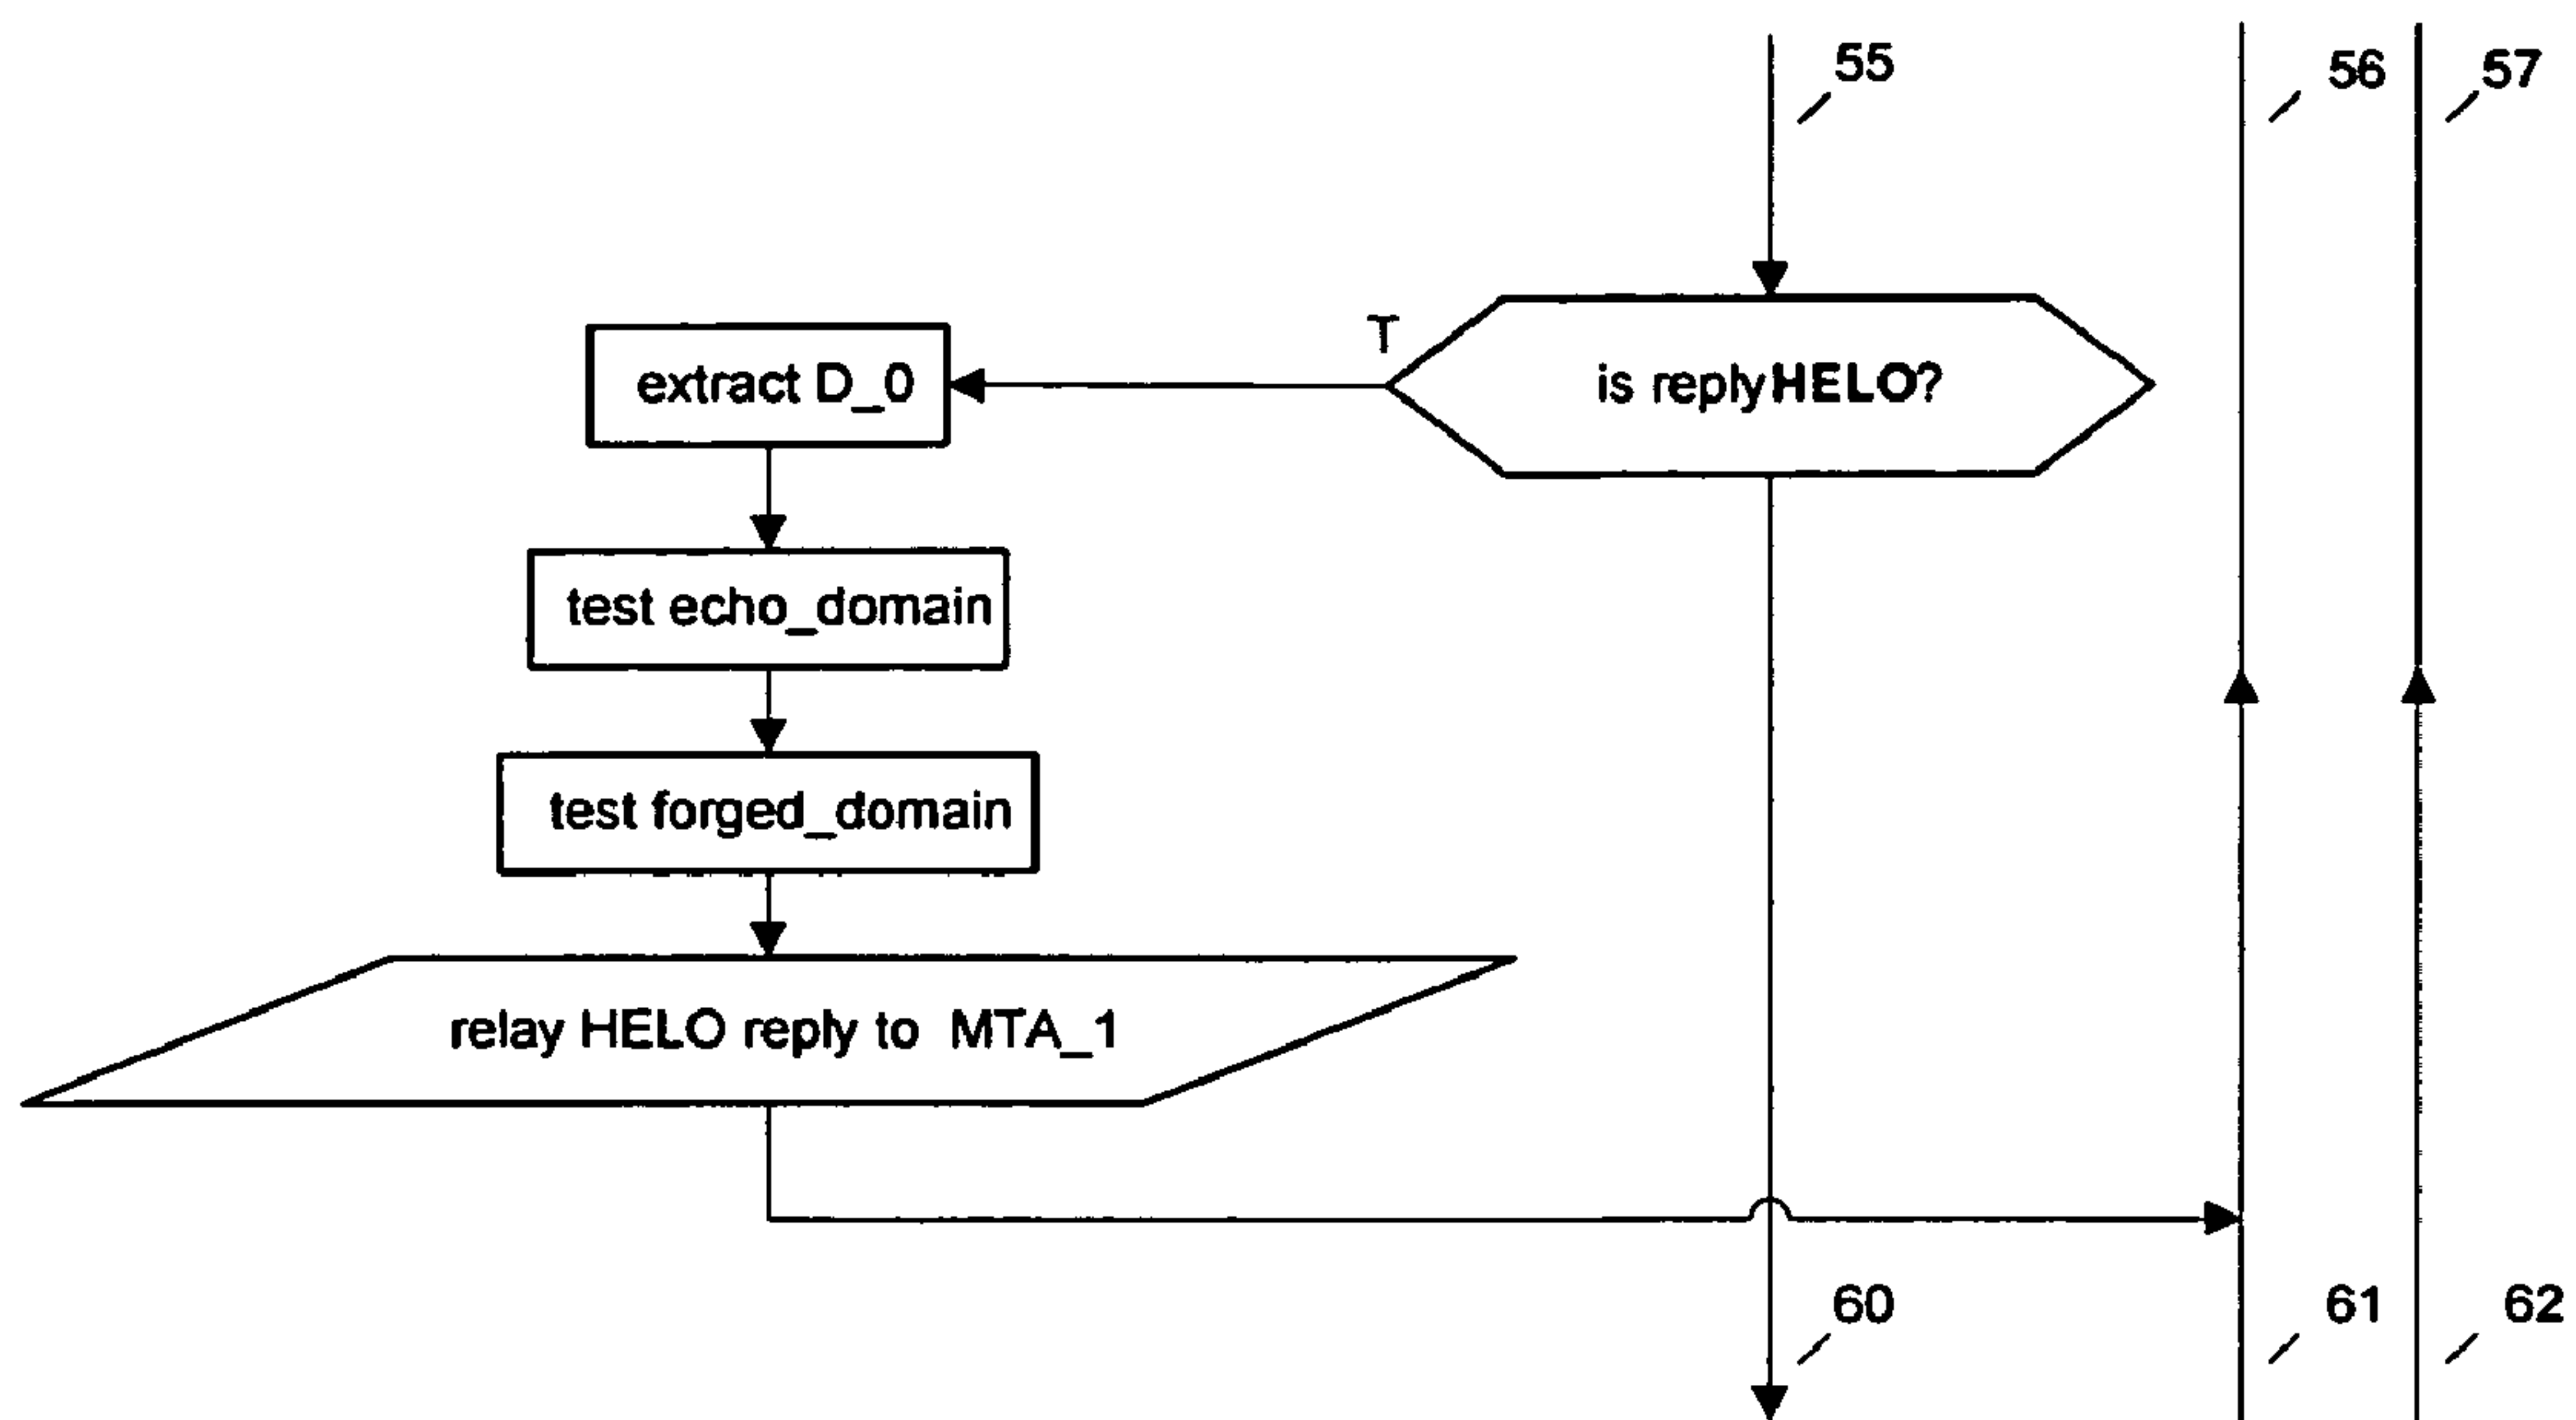 55
56
57
T
is reply HELO?
extract D_0
test echo_domain
test forged_domain
relay HELO reply to MTA_1
60
61
62